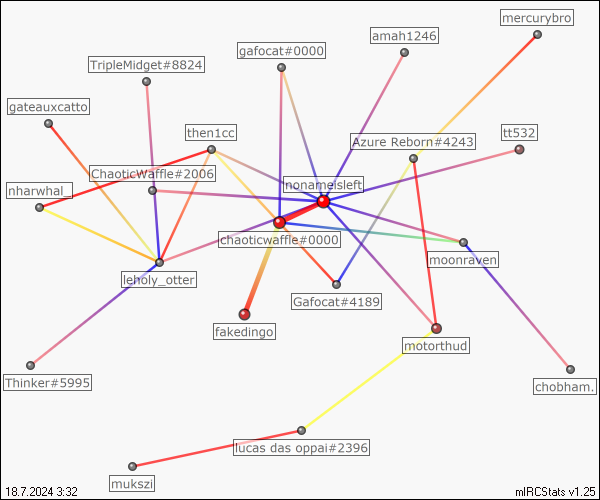 mercurybro
amah1246
gafocat#0000
TripleMidget#8824
gateauxcatto
then1cc
tt532
Azure Reborn#4243
ChaoticWaffle#2006
nonameisleft
nharwhal_
chaoticwaffle#0000
moonraven
leholy_otter
Gafocat#4189
fakedingo
motorthud
Thinker#5995
chobham.
lucas das oppai#2396
mukszi
18.7.2024 3:32
mIRCStats v1.25